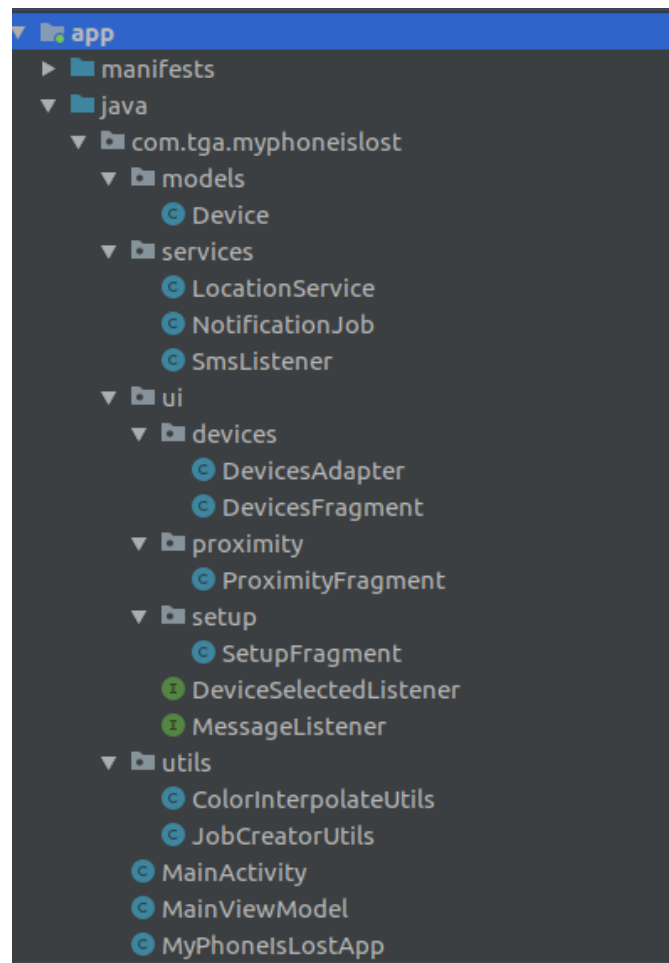 app
manifests
java
com.tga.myphoneislost
models
C Device
services
C LocationService
C NotificationJob
C SmsListener
ui
devices
C DevicesAdapter
C DevicesFragment
proximity
C ProximityFragment
setup
C SetupFragment
I DeviceSelectedListener
I MessageListener
utils
C ColorInterpolateUtils
C JobCreatorUtils
C MainActivity
C MainViewModel
C MyPhoneIsLostApp